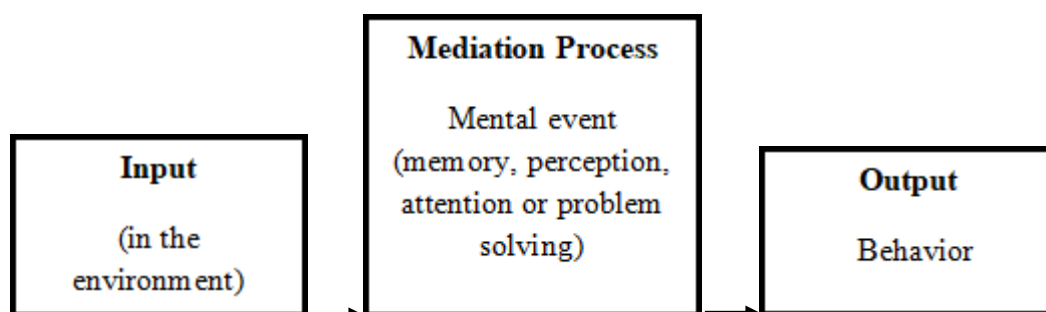 Input
(in the
environment)
Mediation Process
Mental event
(memory, perception,
attention or problem
solving)
Output
Behavior